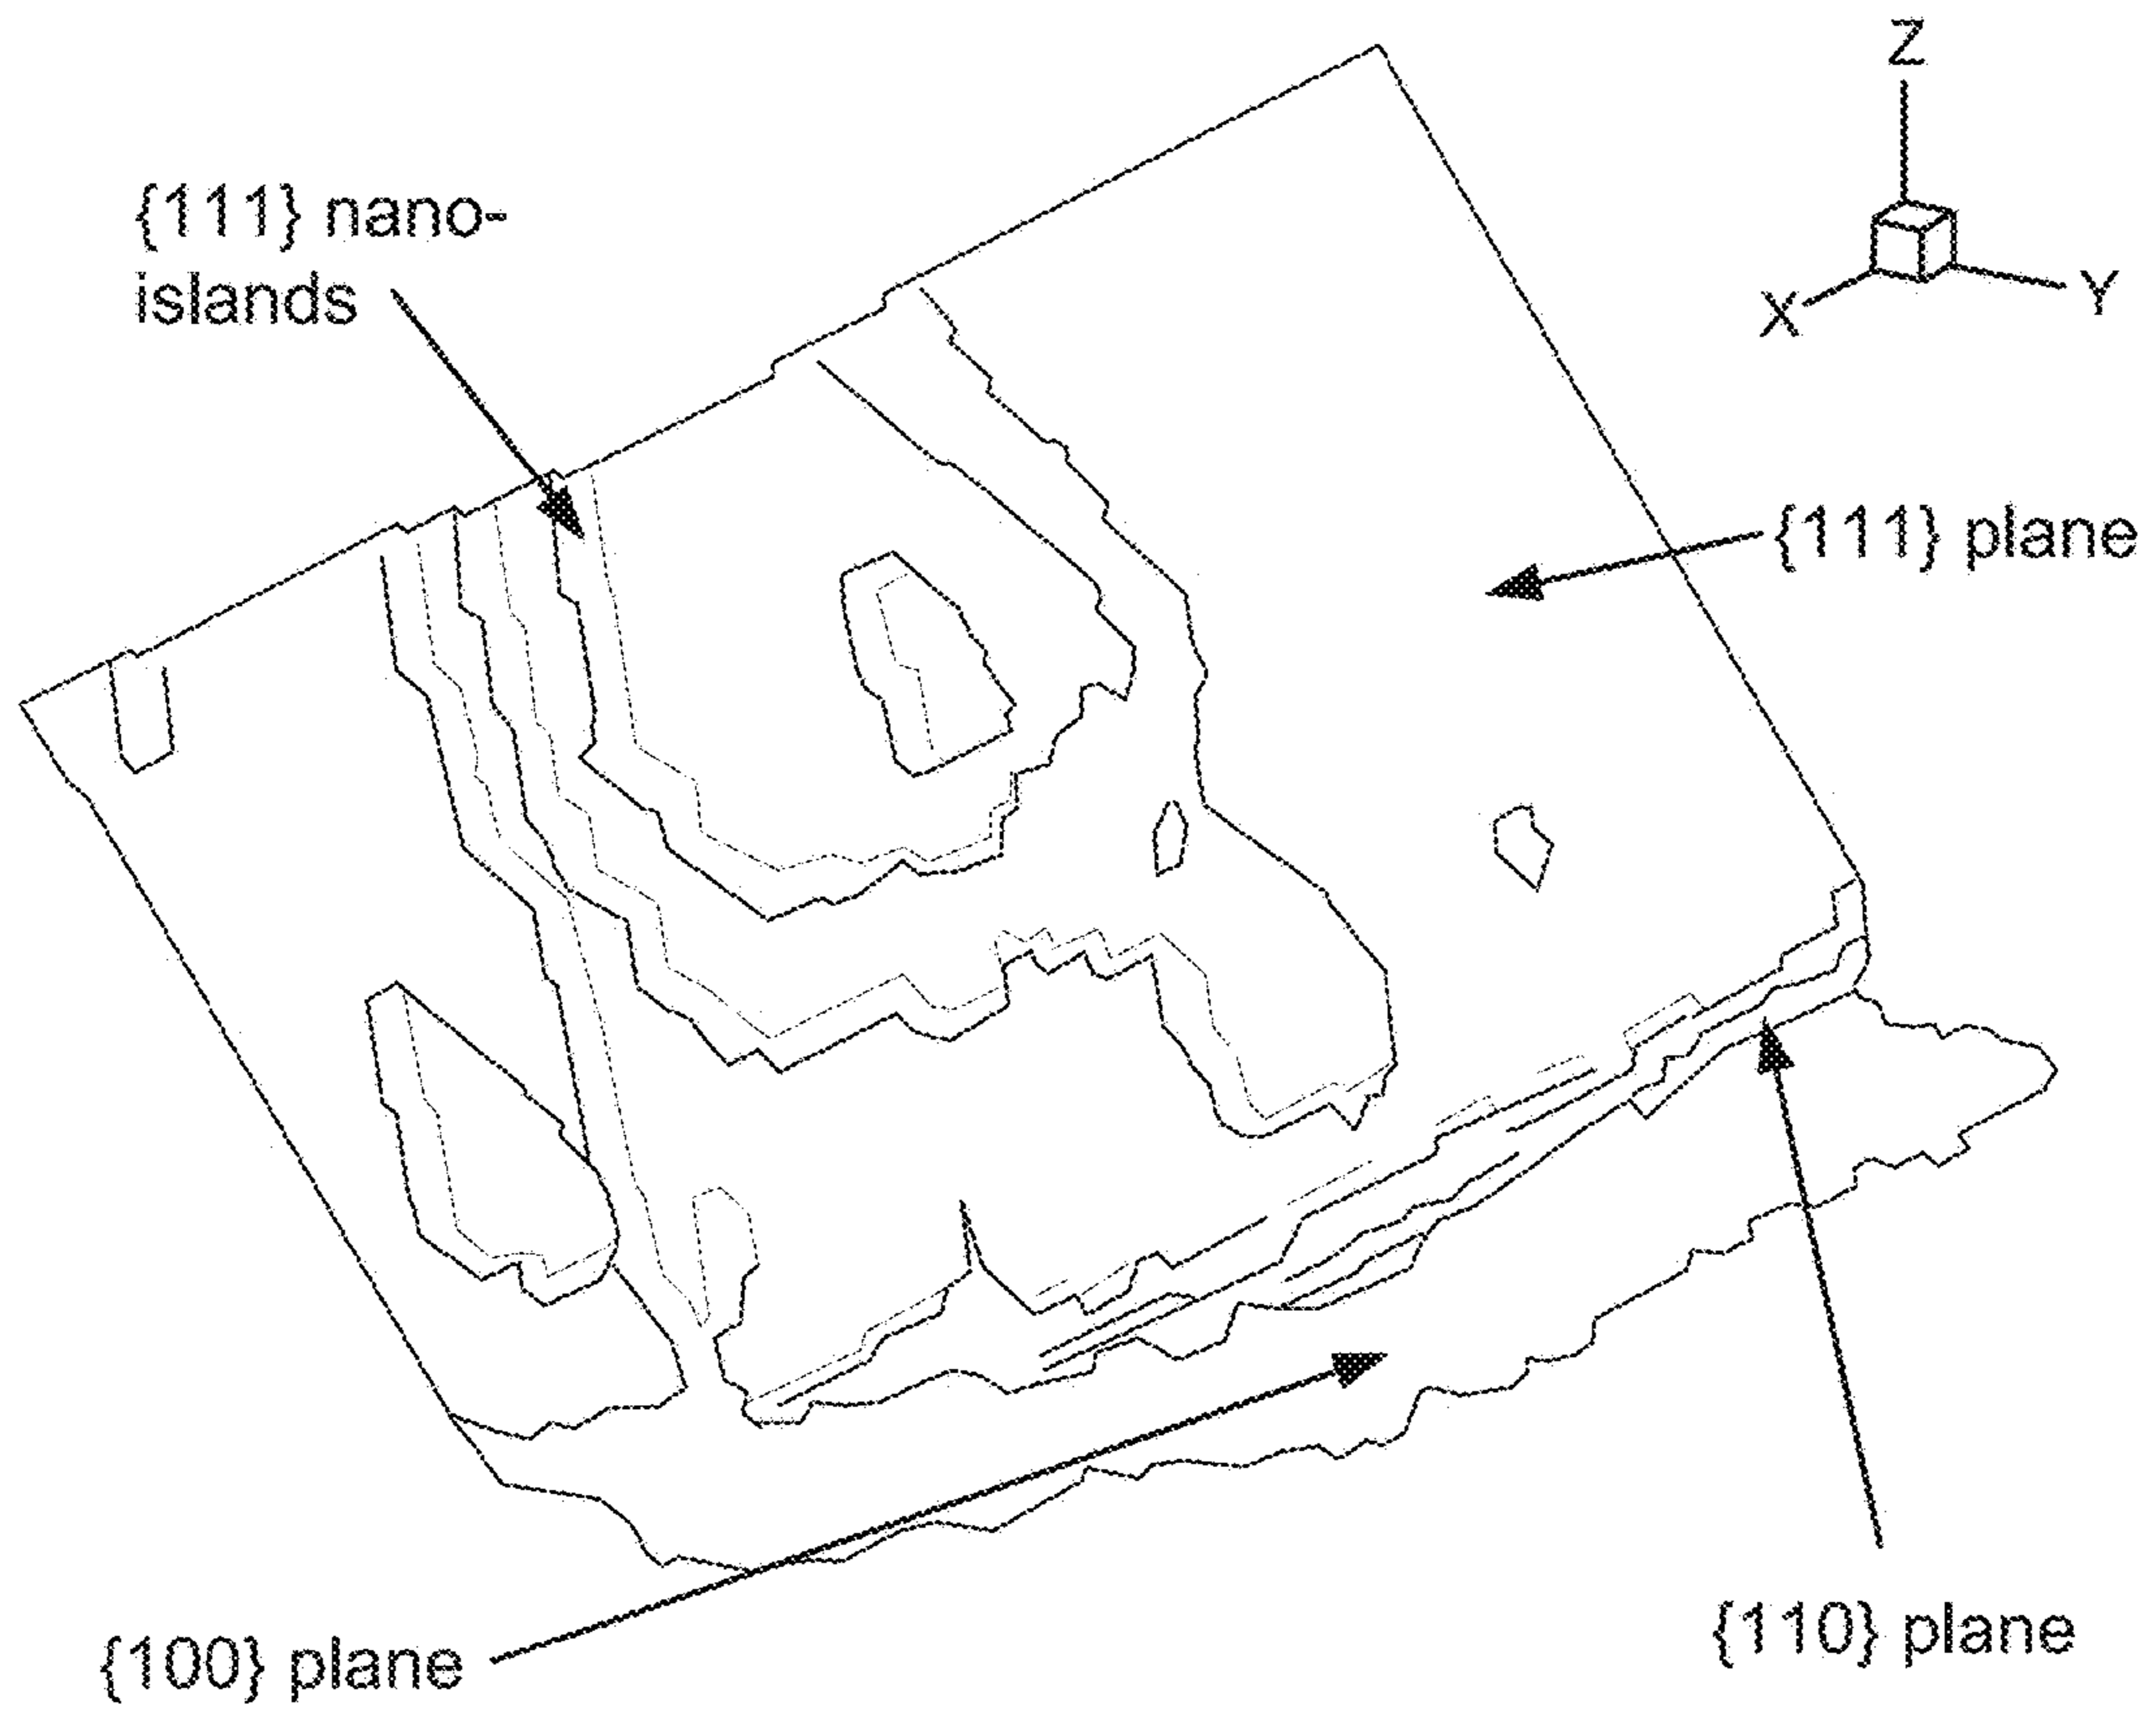 Z
{111} nano-
islands
X
Y
{111} plane
{110} plane
{100} plane